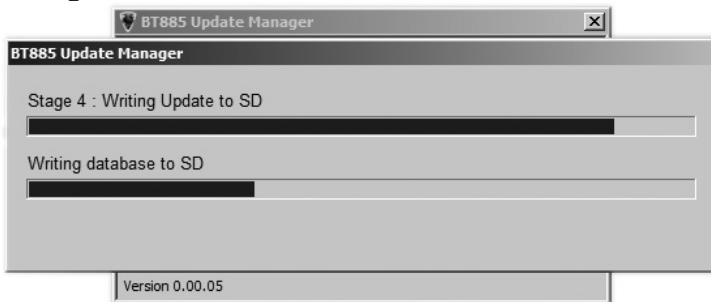 BT885 Update Manager
BT885 Update Manager
Stage 4 : Writing Update to SD
Writing database to SD
Version 0.00.05